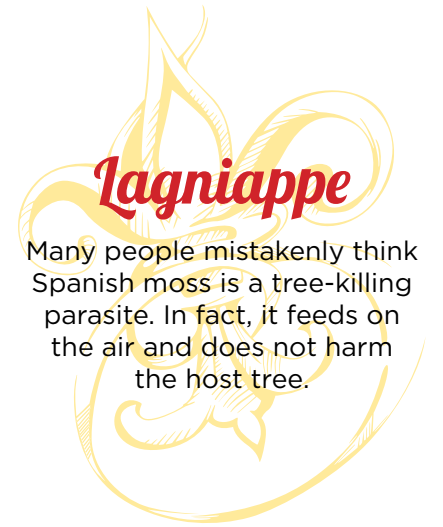 Lagniappe
Many people mistakenly think
Spanish moss is a tree-killing
parasite. In fact, it feeds on
the air and does not harm
the host tree.